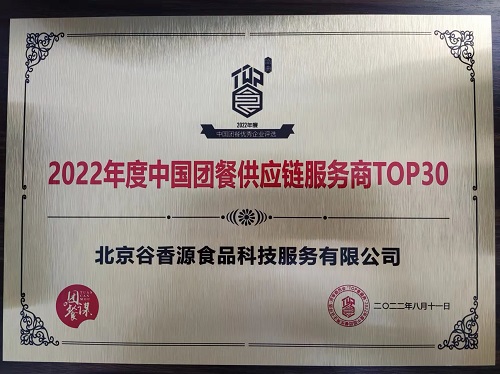 TOP
2022年度
中国团餐优秀企业评选
2022年度中国团餐供应链服务商TOP30
北京谷香源食品科技服务有限公司
团餐谋
二〇二二年八月十一日